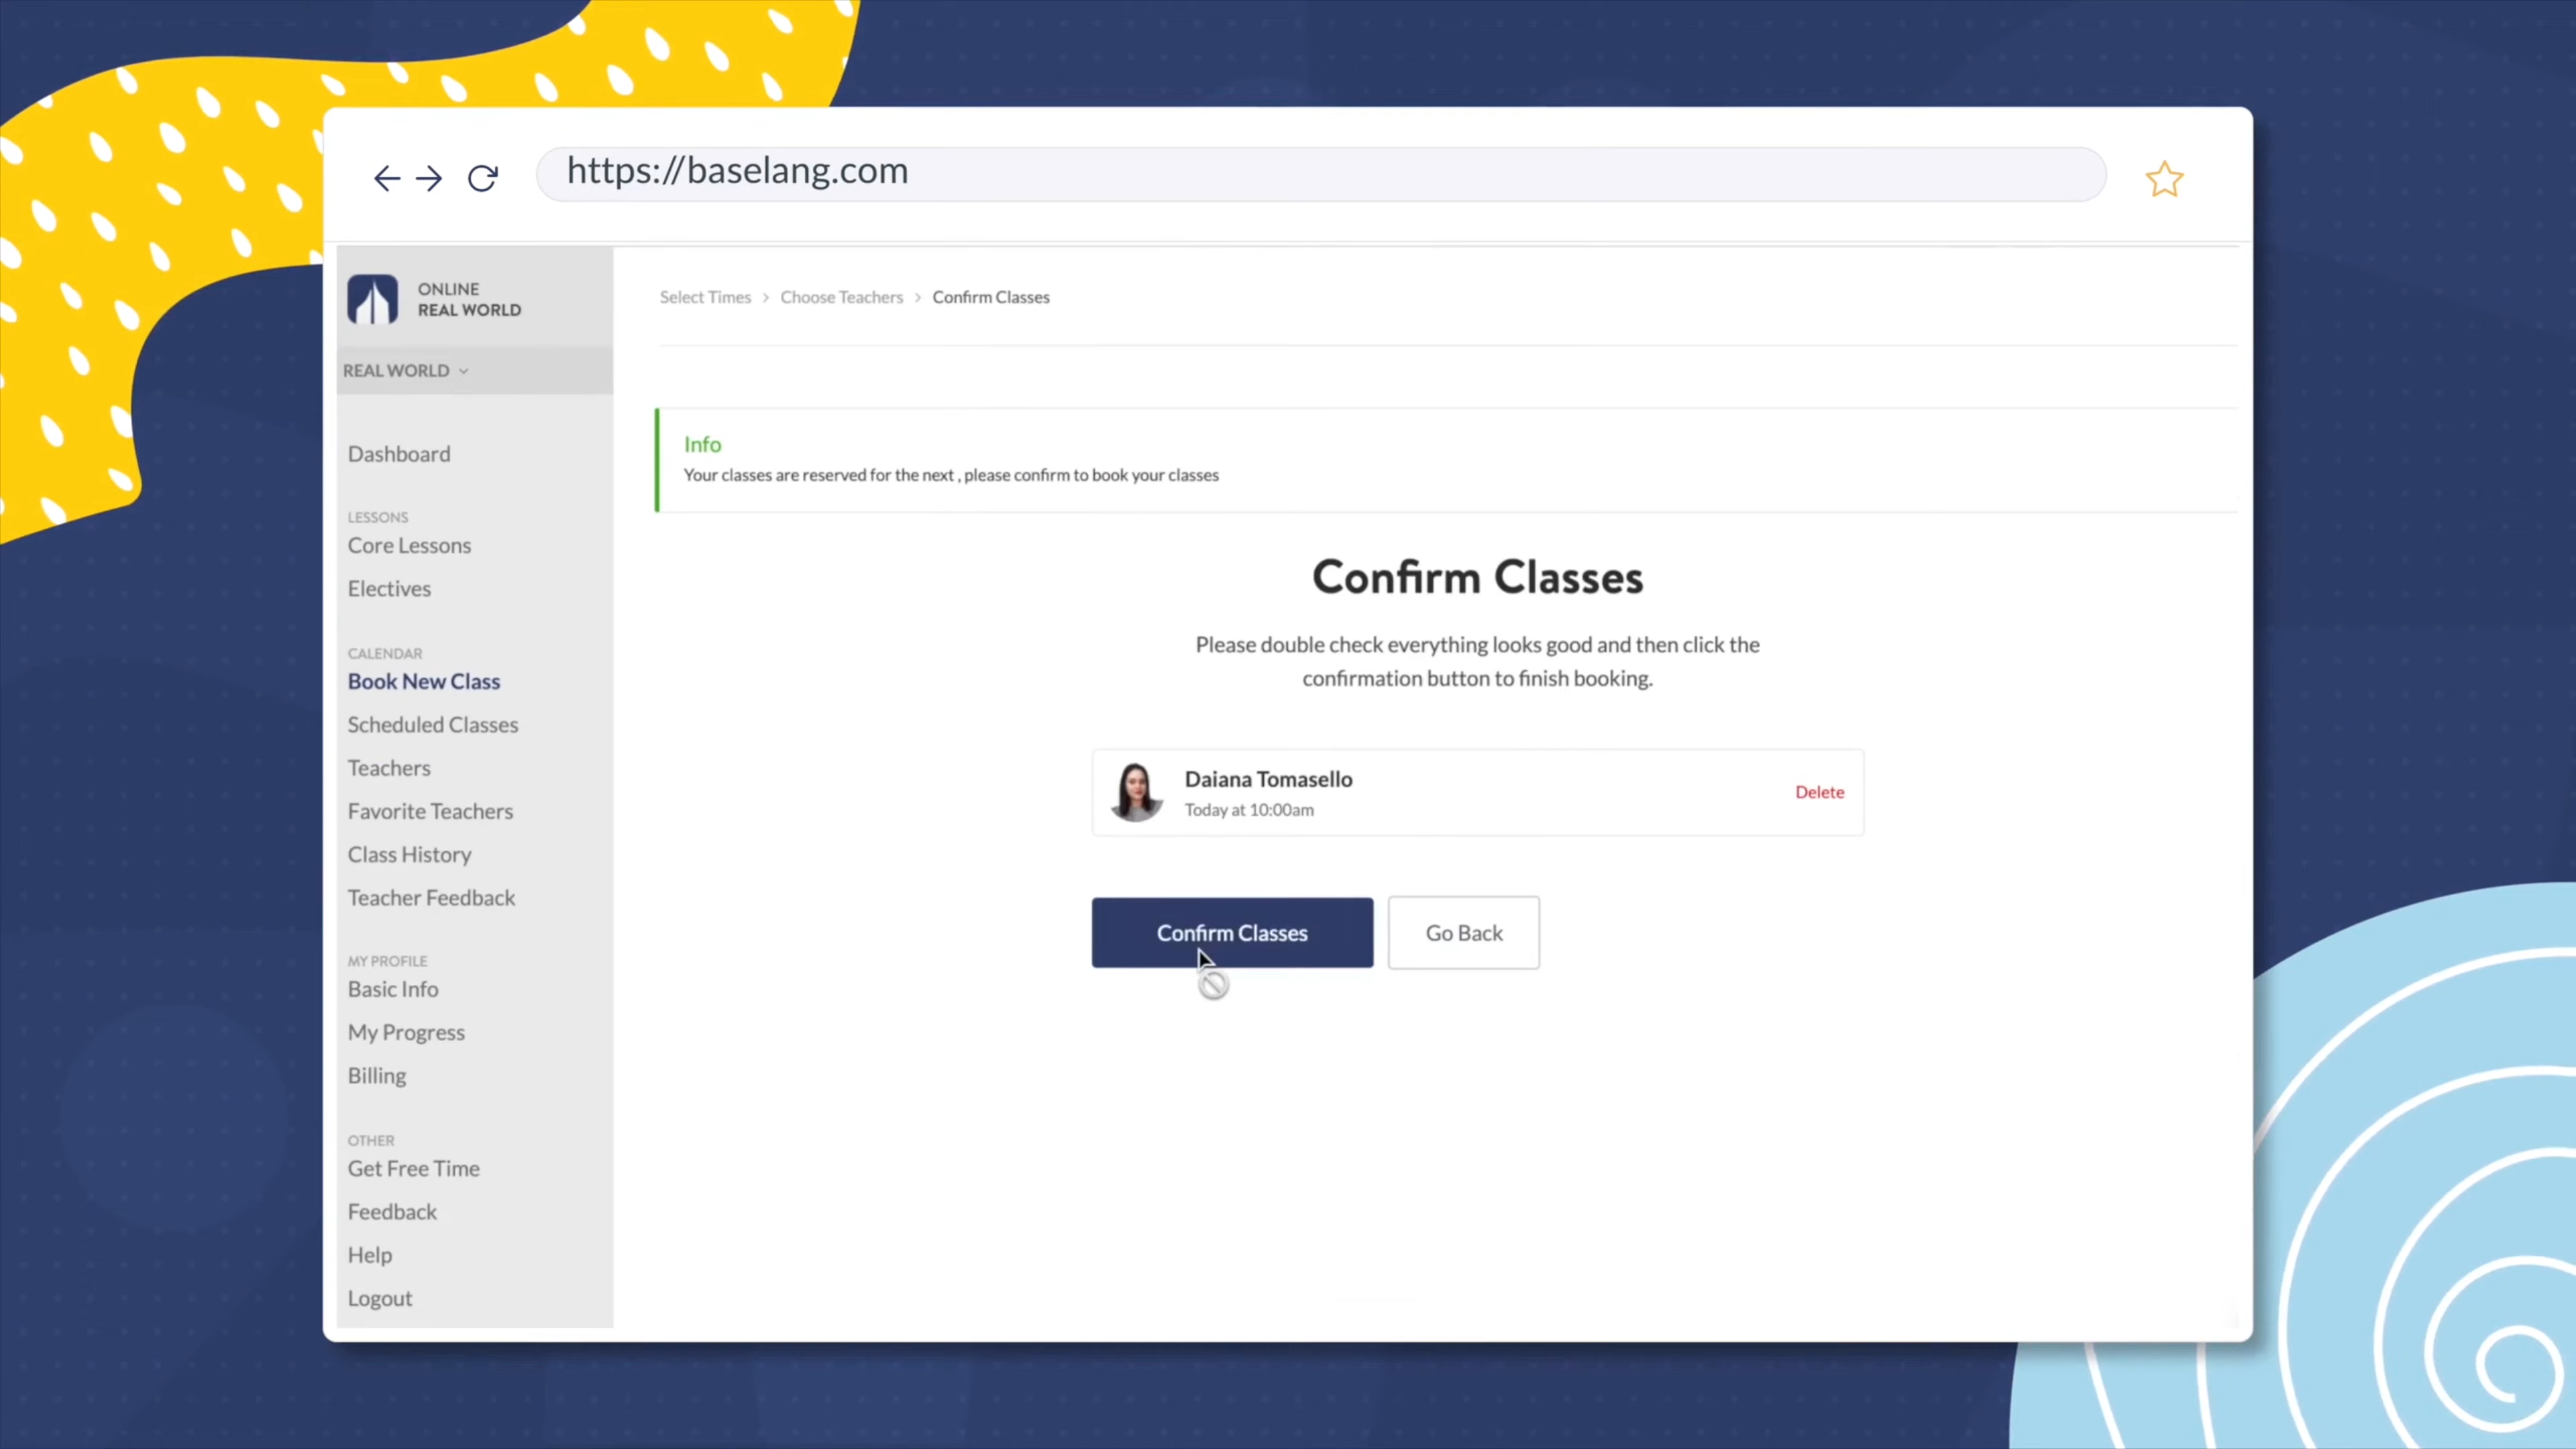 https://baselang.com
ONLINE
REAL WORLD
REAL WORLD
Dashboard
LESSONS
Core Lessons
Electives
CALENDAR
Book New Class
Scheduled Classes
Teachers
Favorite Teachers
Class History
Teacher Feedback
MY PROFILE
Basic Info
My Progress
Billing
OTHER
Get Free Time
Feedback
Help
Logout
Select Times > Choose Teachers > Confirm Classes
Info
Your classes are reserved for the next , please confirm to book your classes
Confirm Classes
Please double check everything looks good and then click the
confirmation button to finish booking.
Daiana Tomasello
Today at 10:00am
Delete
Confirm Classes
Go Back